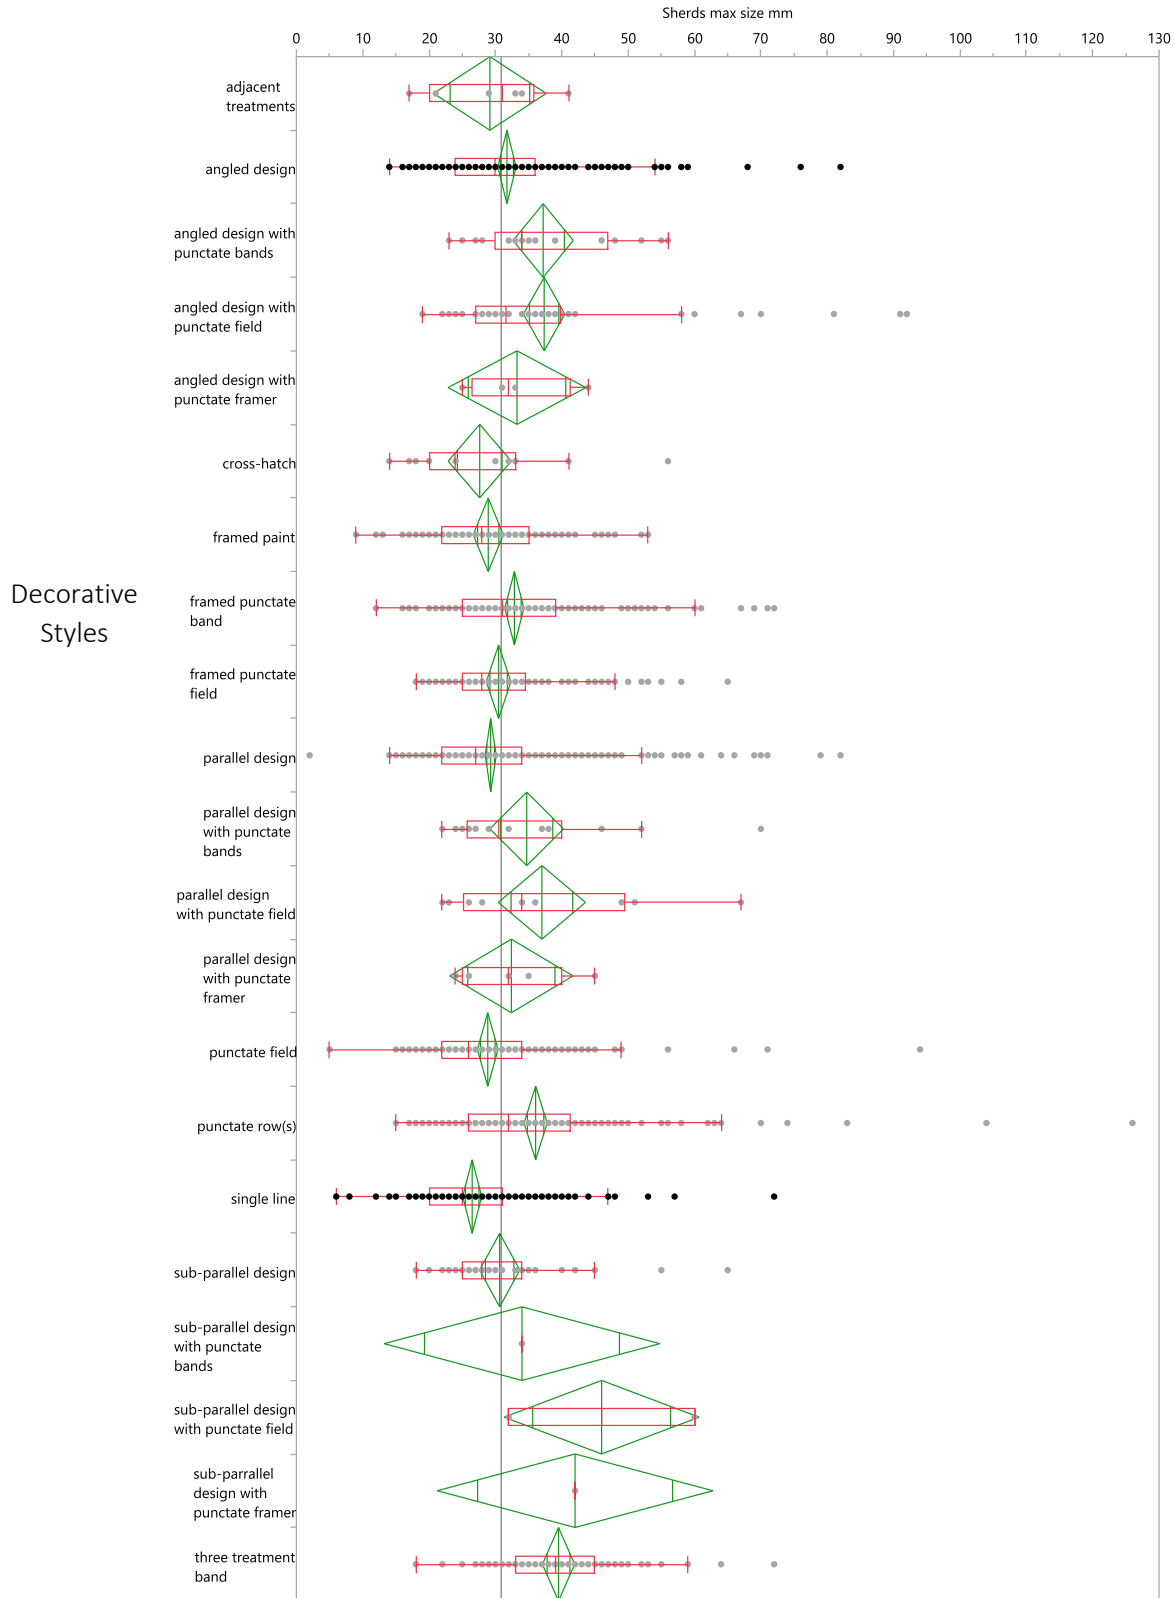 Sherds max size mm
0 10 20 30 40 50 60 70 80 90 100 110 120 130
adjacent
treatments
angled design
angled design with
punctate bands
angled design with
punctate field
angled design with
punctate framer
cross-hatch
framed paint
Decorative
Styles
framed punctate
band
framed punctate
field
parallel design
parallel design
with punctate
bands
parallel design
with punctate field
parallel design
with punctate
framer
punctate field
punctate row(s)
single line
sub-parallel design
sub-parallel design
with punctate
bands
sub-parallel design
with punctate field
sub-parrallel
design with
punctate framer
three treatment
band